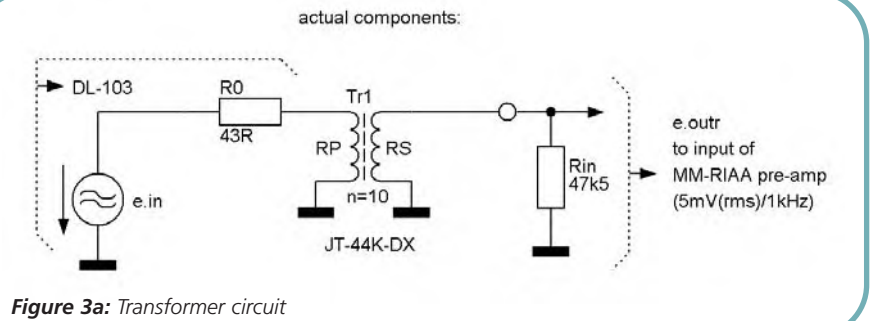 actual components:
DL-103
R0
43R
Tr1
RP
RS
n=10
JT-44K-DX
e.in
Rin
47k5
e.outr
to input of
MM-RIAA pre-amp
(5mV(rms)/1kHz)
Figure 3a: Transformer circuit